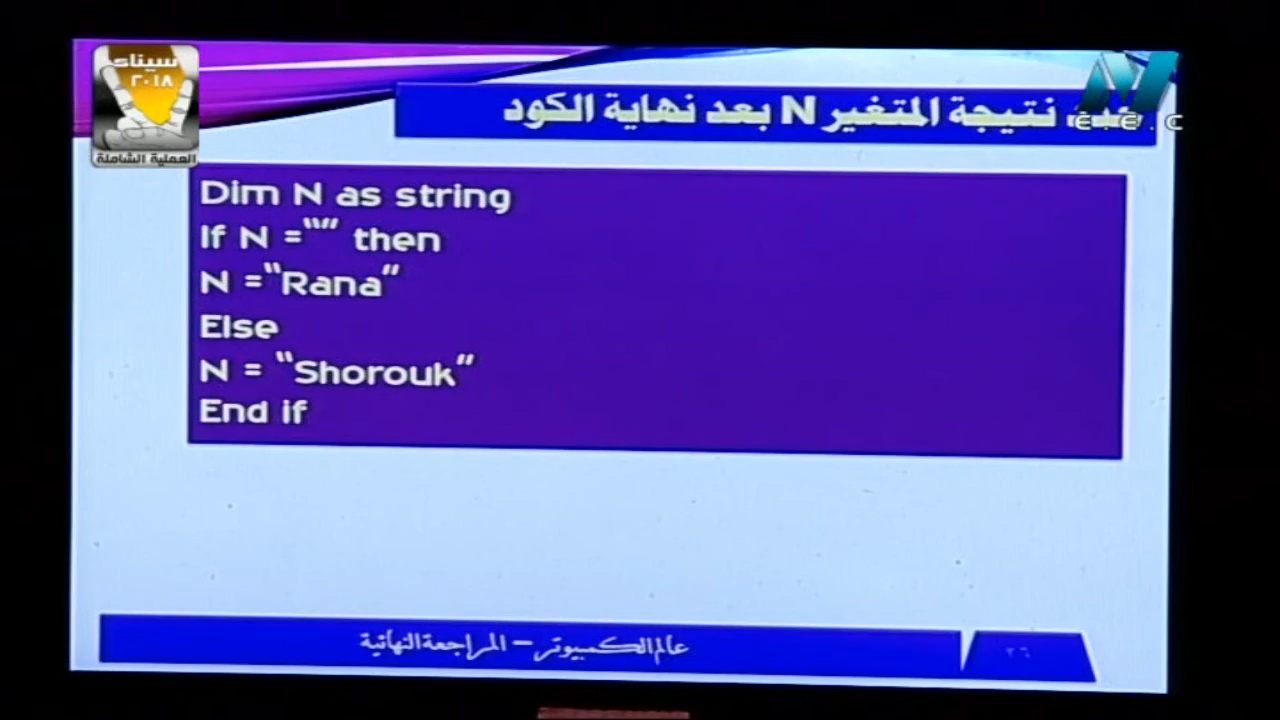 سيناء
٢٠١٨
العملية الشاملة
نتيجة المتغير N بعد نهاية الكود
E.E.C
Dim N as string
If N =“” then
N =“Rana”
Else
N = “Shorouk”
End if
عالم الكمبيوتر – المراجعة النهائية
٢٦